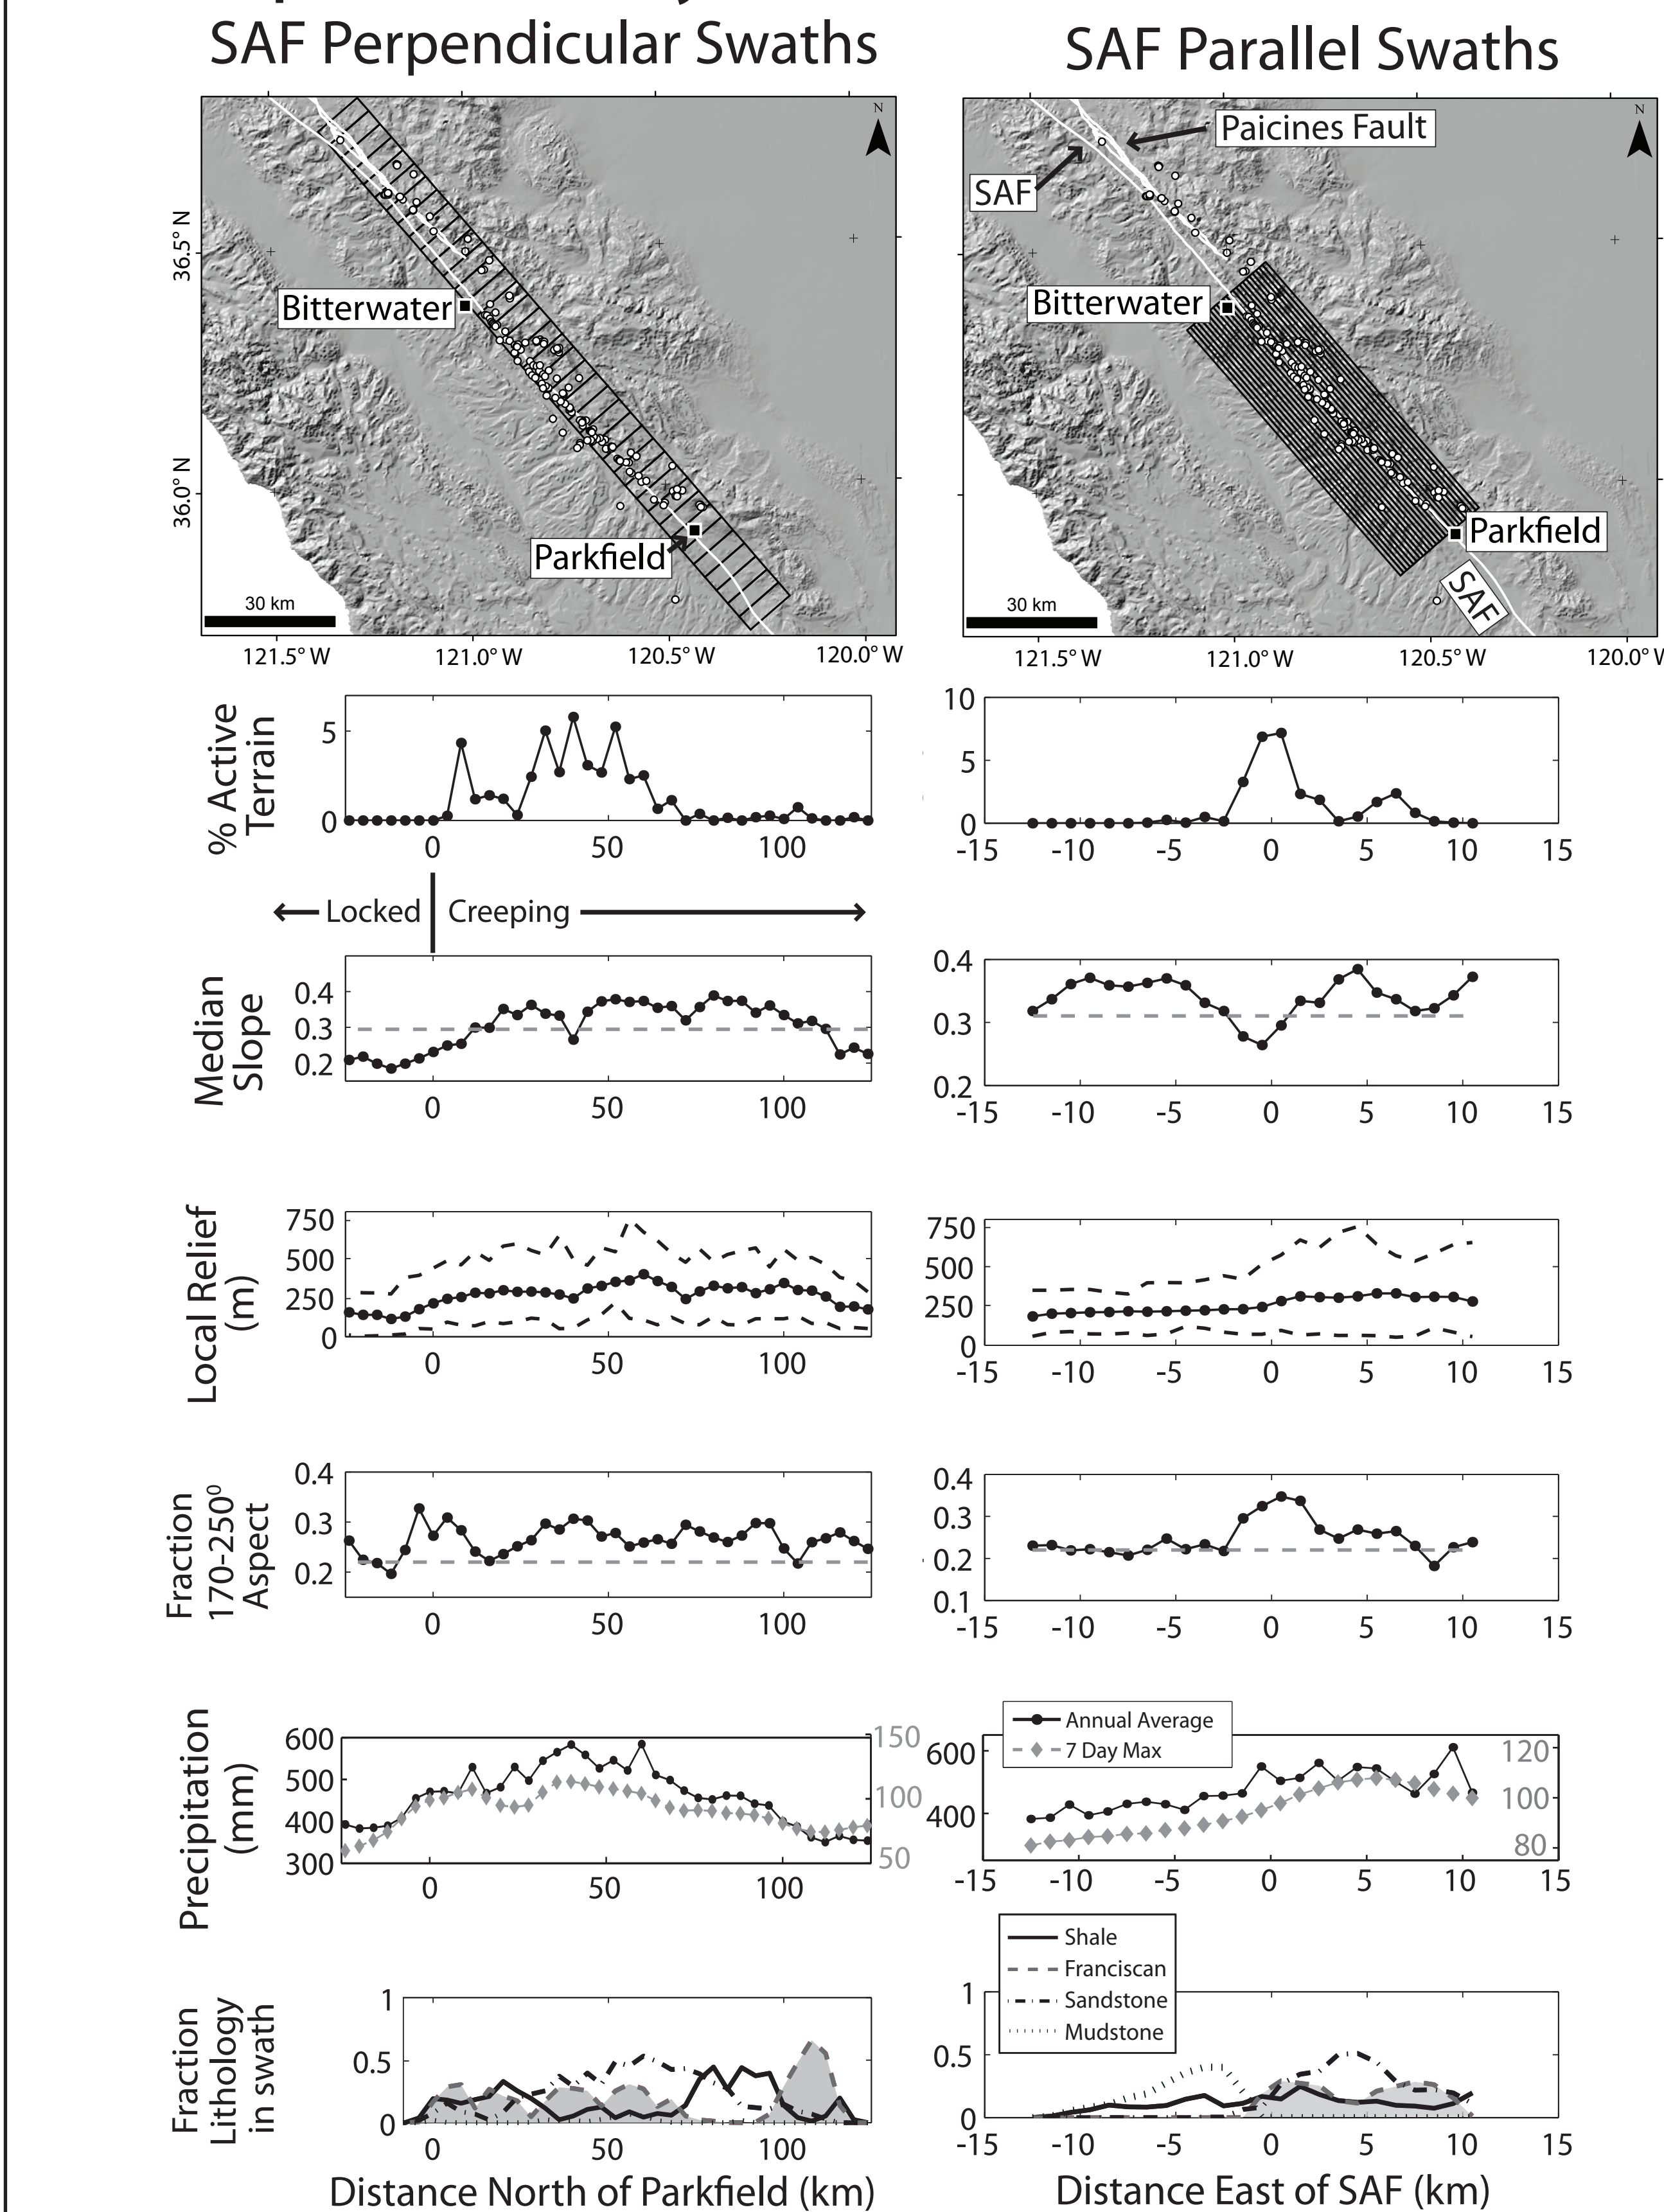 SAF Perpendicular Swaths
SAF Parallel Swaths
N
36.5° N
36.0° N
Bitterwater
Parkfield
30 km
121.5° W
121.0° W
120.5° W
120.0° W
N
Paicines Fault
SAF
Bitterwater
Parkfield
SAF
30 km
121.5° W
121.0° W
120.5° W
120.0° W
% Active
Terrain
5
0
0 50 100
10
5
0
-15 -10 -5 0 5 10 15
Locked
Creeping
Median
Slope
0.4
0.3
0.2
0 50 100
0.4
0.3
0.2
-15 -10 -5 0 5 10 15
Local Relief
(m)
750
500
250
0
0 50 100
750
500
250
0
-15 -10 -5 0 5 10 15
Fraction
170-250⁰
Aspect
0.4
0.3
0.2
0 50 100
0.4
0.3
0.2
0.1
-15 -10 -5 0 5 10 15
Precipitation
(mm)
600
500
400
300
150
100
50
0 50 100
Annual Average
7 Day Max
600
400
120
100
80
-15 -10 -5 0 5 10 15
Fraction
Lithology
in swath
1
0.5
0
0 50 100
Distance North of Parkfield (km)
Shale
Franciscan
Sandstone
Mudstone
1
0.5
0
-15 -10 -5 0 5 10 15
Distance East of SAF (km)